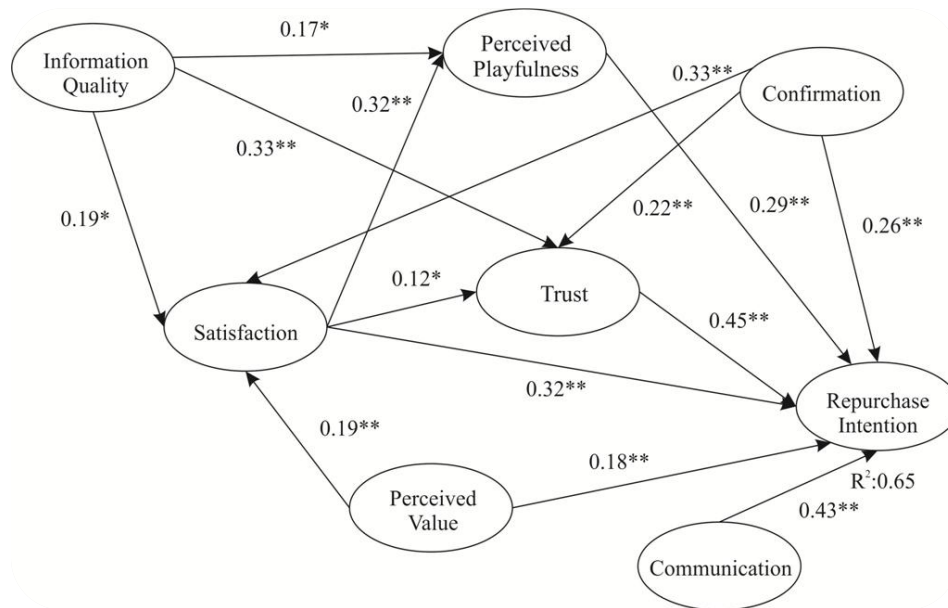 0.17*
Perceived
Playfulness
Information
Quality
0.33**
Confirmation
0.32**
0.33**
0.22**
0.29**
0.26**
0.19*
0.12*
Trust
Satisfaction
0.45**
0.32**
Repurchase
Intention
0.19**
0.18**
R²:0.65
Perceived
Value
0.43**
Communication